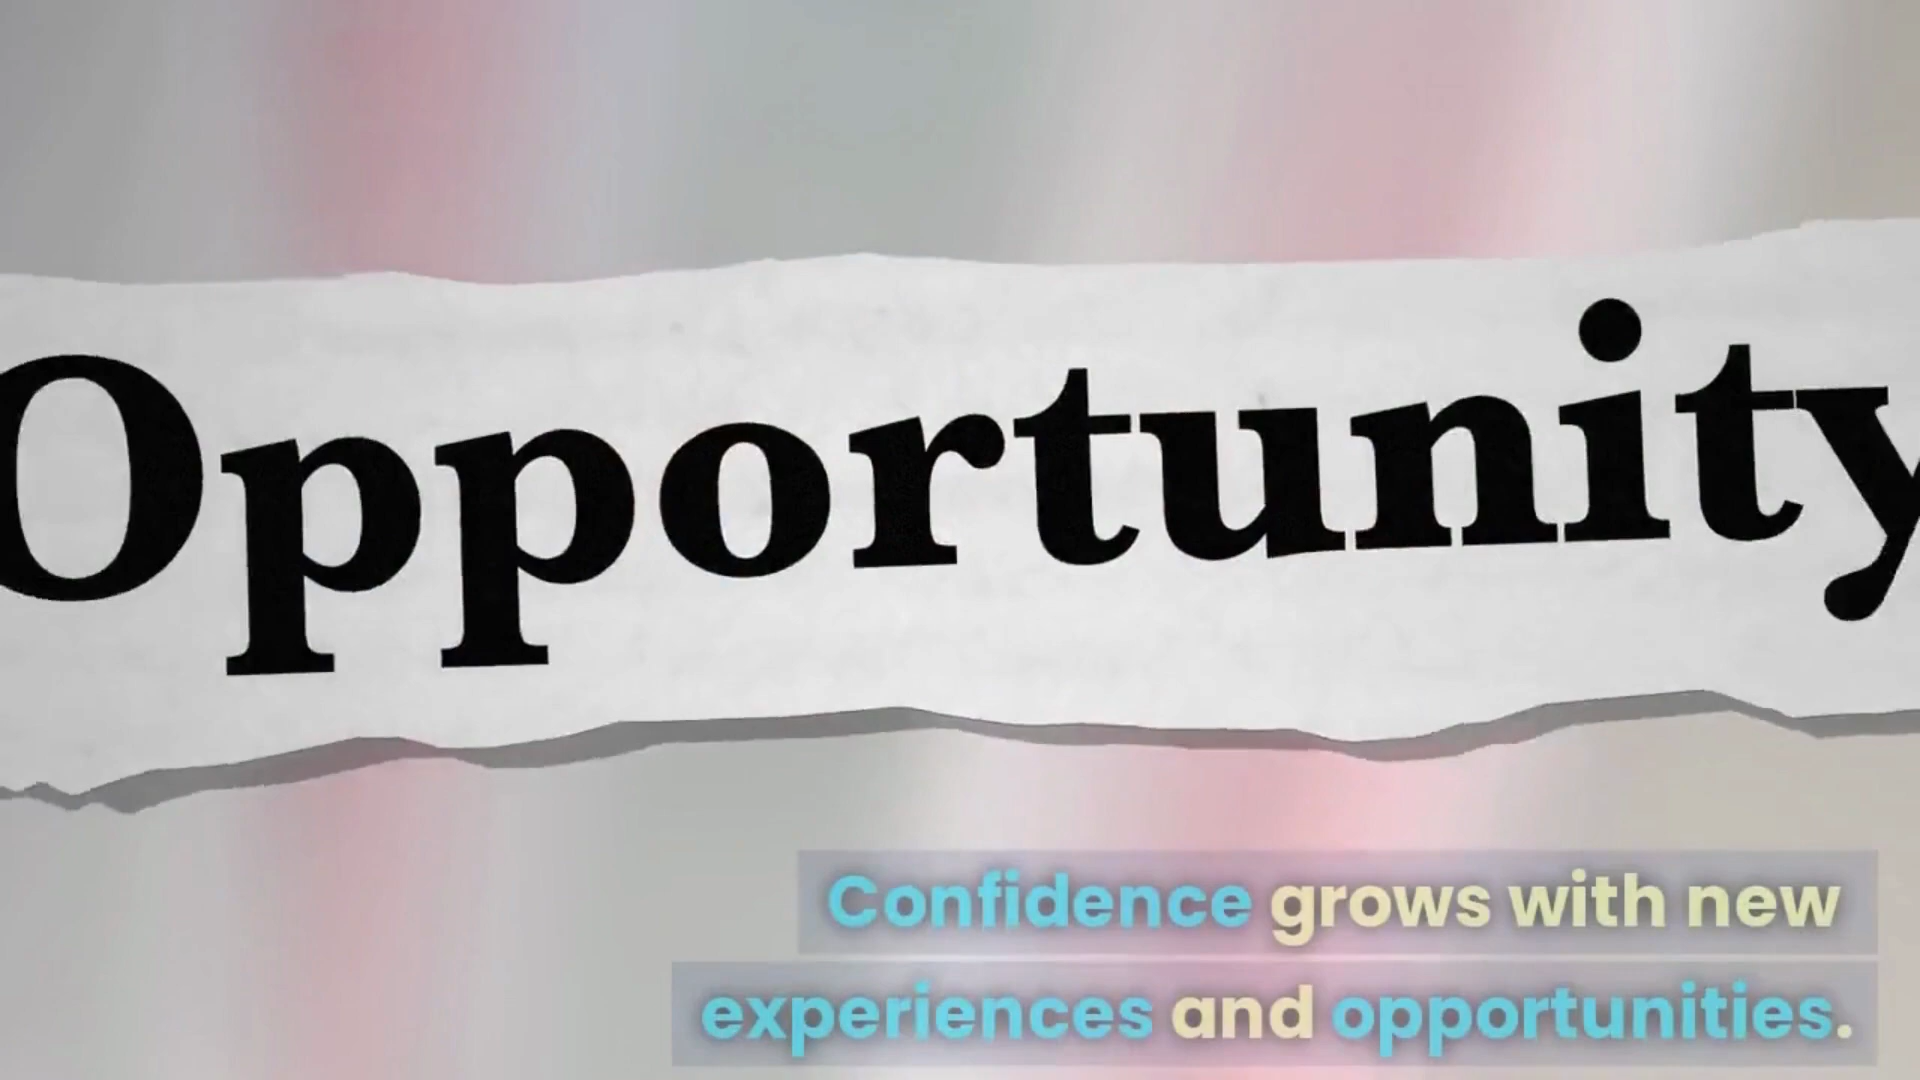 Opportunity
Confidence grows with new
experiences and opportunities.